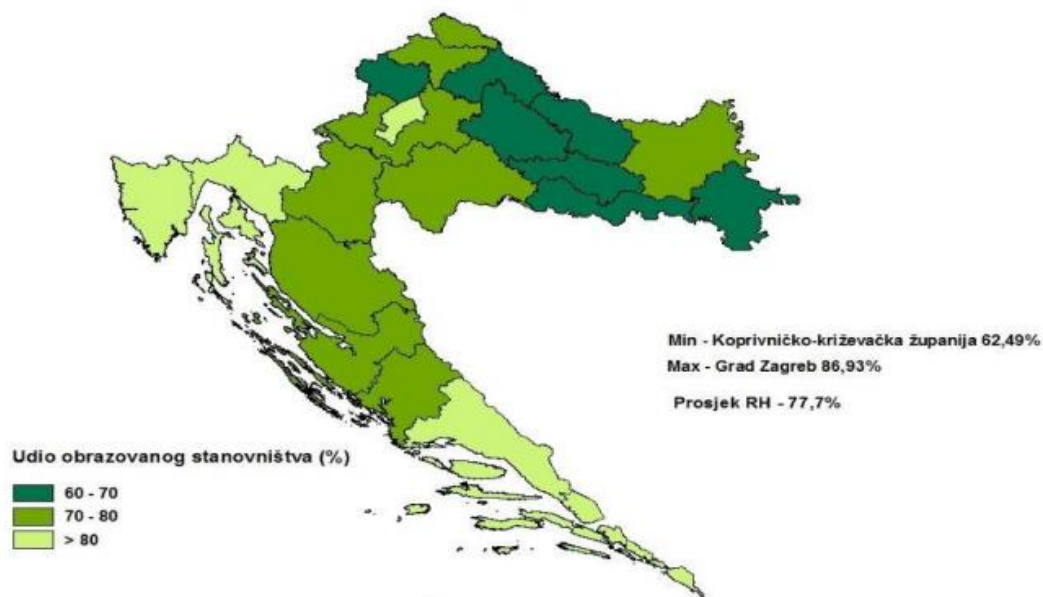 Min - Koprivničko-križevačka županija 62,49%
Max - Grad Zagreb 86,93%
Prosjek RH - 77,7%
Udio obrazovanog stanovništva (%)
60 - 70
70 - 80
> 80